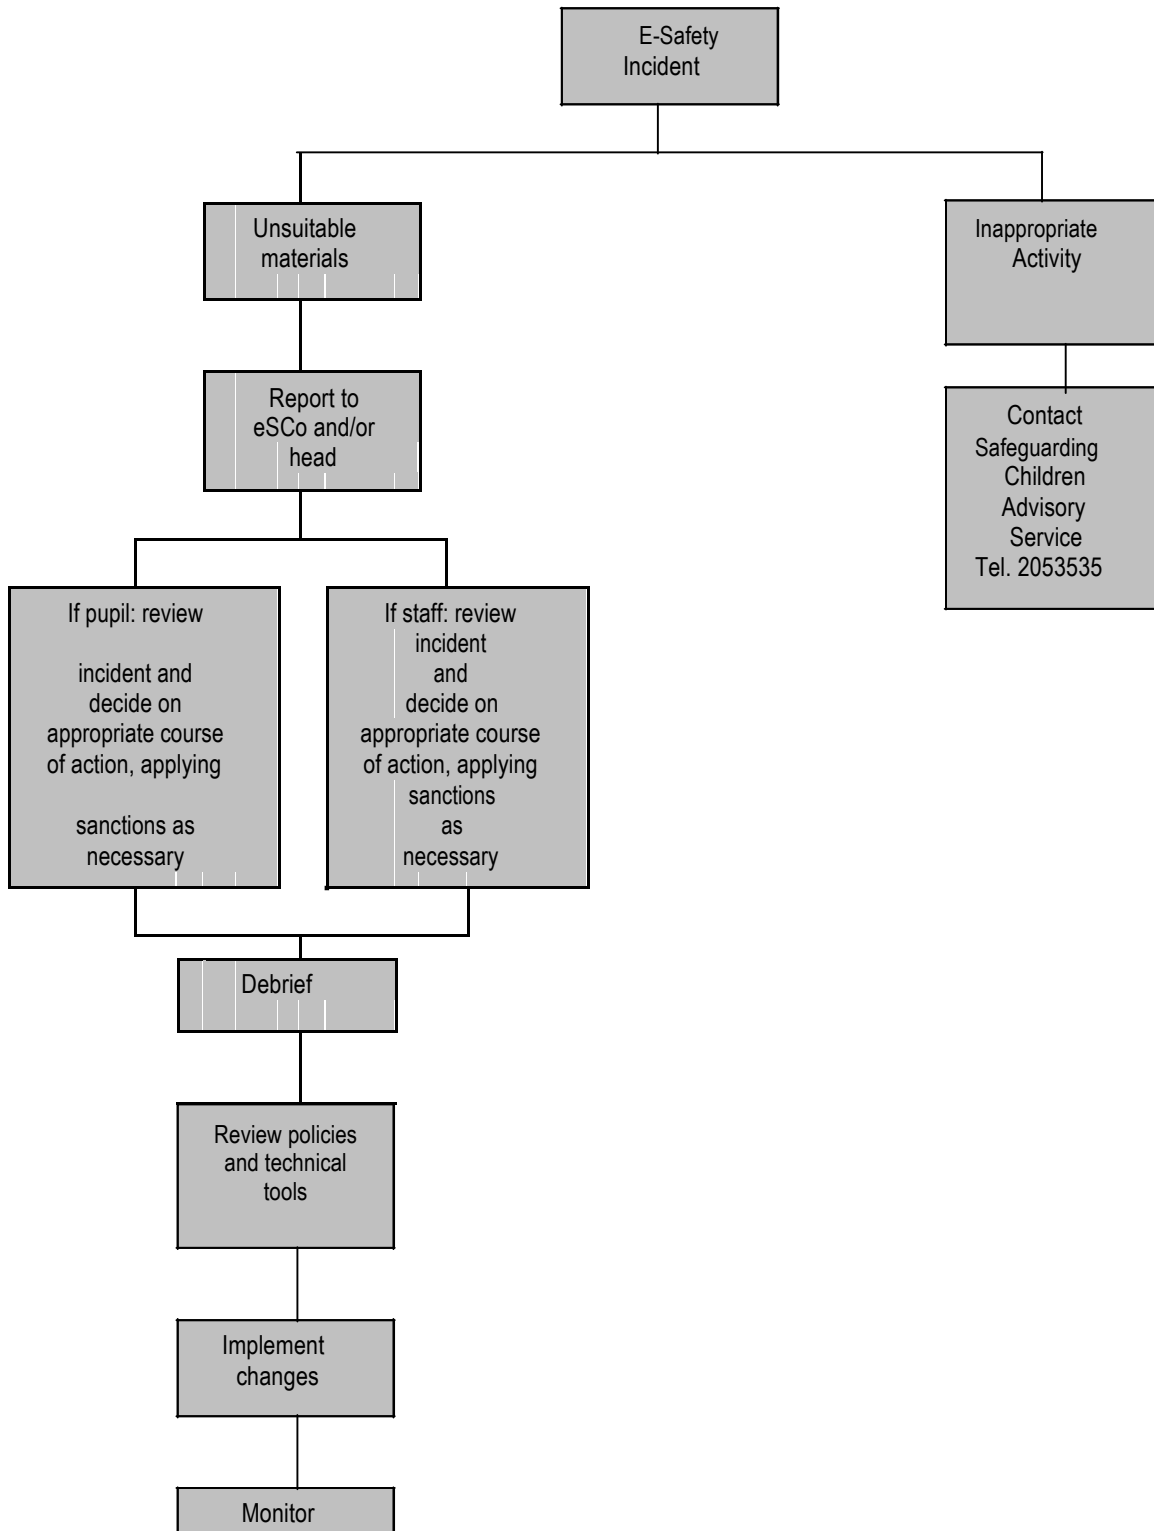 E-Safety
Incident
Unsuitable
materials
Inappropriate
Activity
Report to
eSCo and/or
head
Contact
Safeguarding
Children
Advisory
Service
Tel. 2053535
If pupil: review
incident and
decide on
appropriate course
of action, applying
sanctions as
necessary
If staff: review
incident
and
decide on
appropriate course
of action, applying
sanctions
as
necessary
Debrief
Review policies
and technical
tools
Implement
changes
Monitor